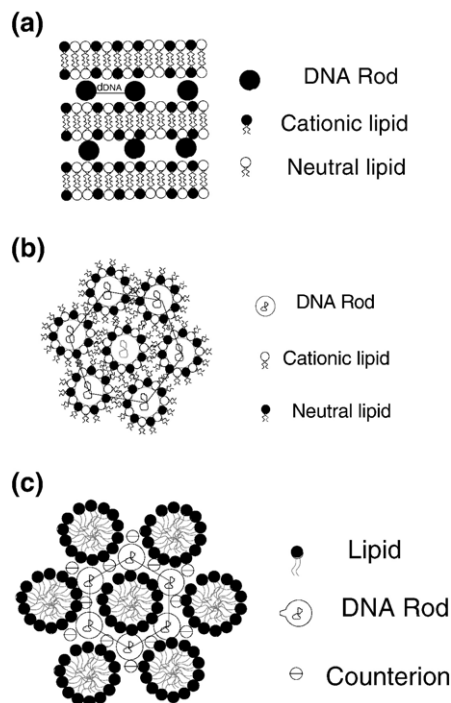 (a)
dDNA
DNA Rod
Cationic lipid
Neutral lipid
(b)
DNA Rod
Cationic lipid
Neutral lipid
(c)
Lipid
DNA Rod
Counterion